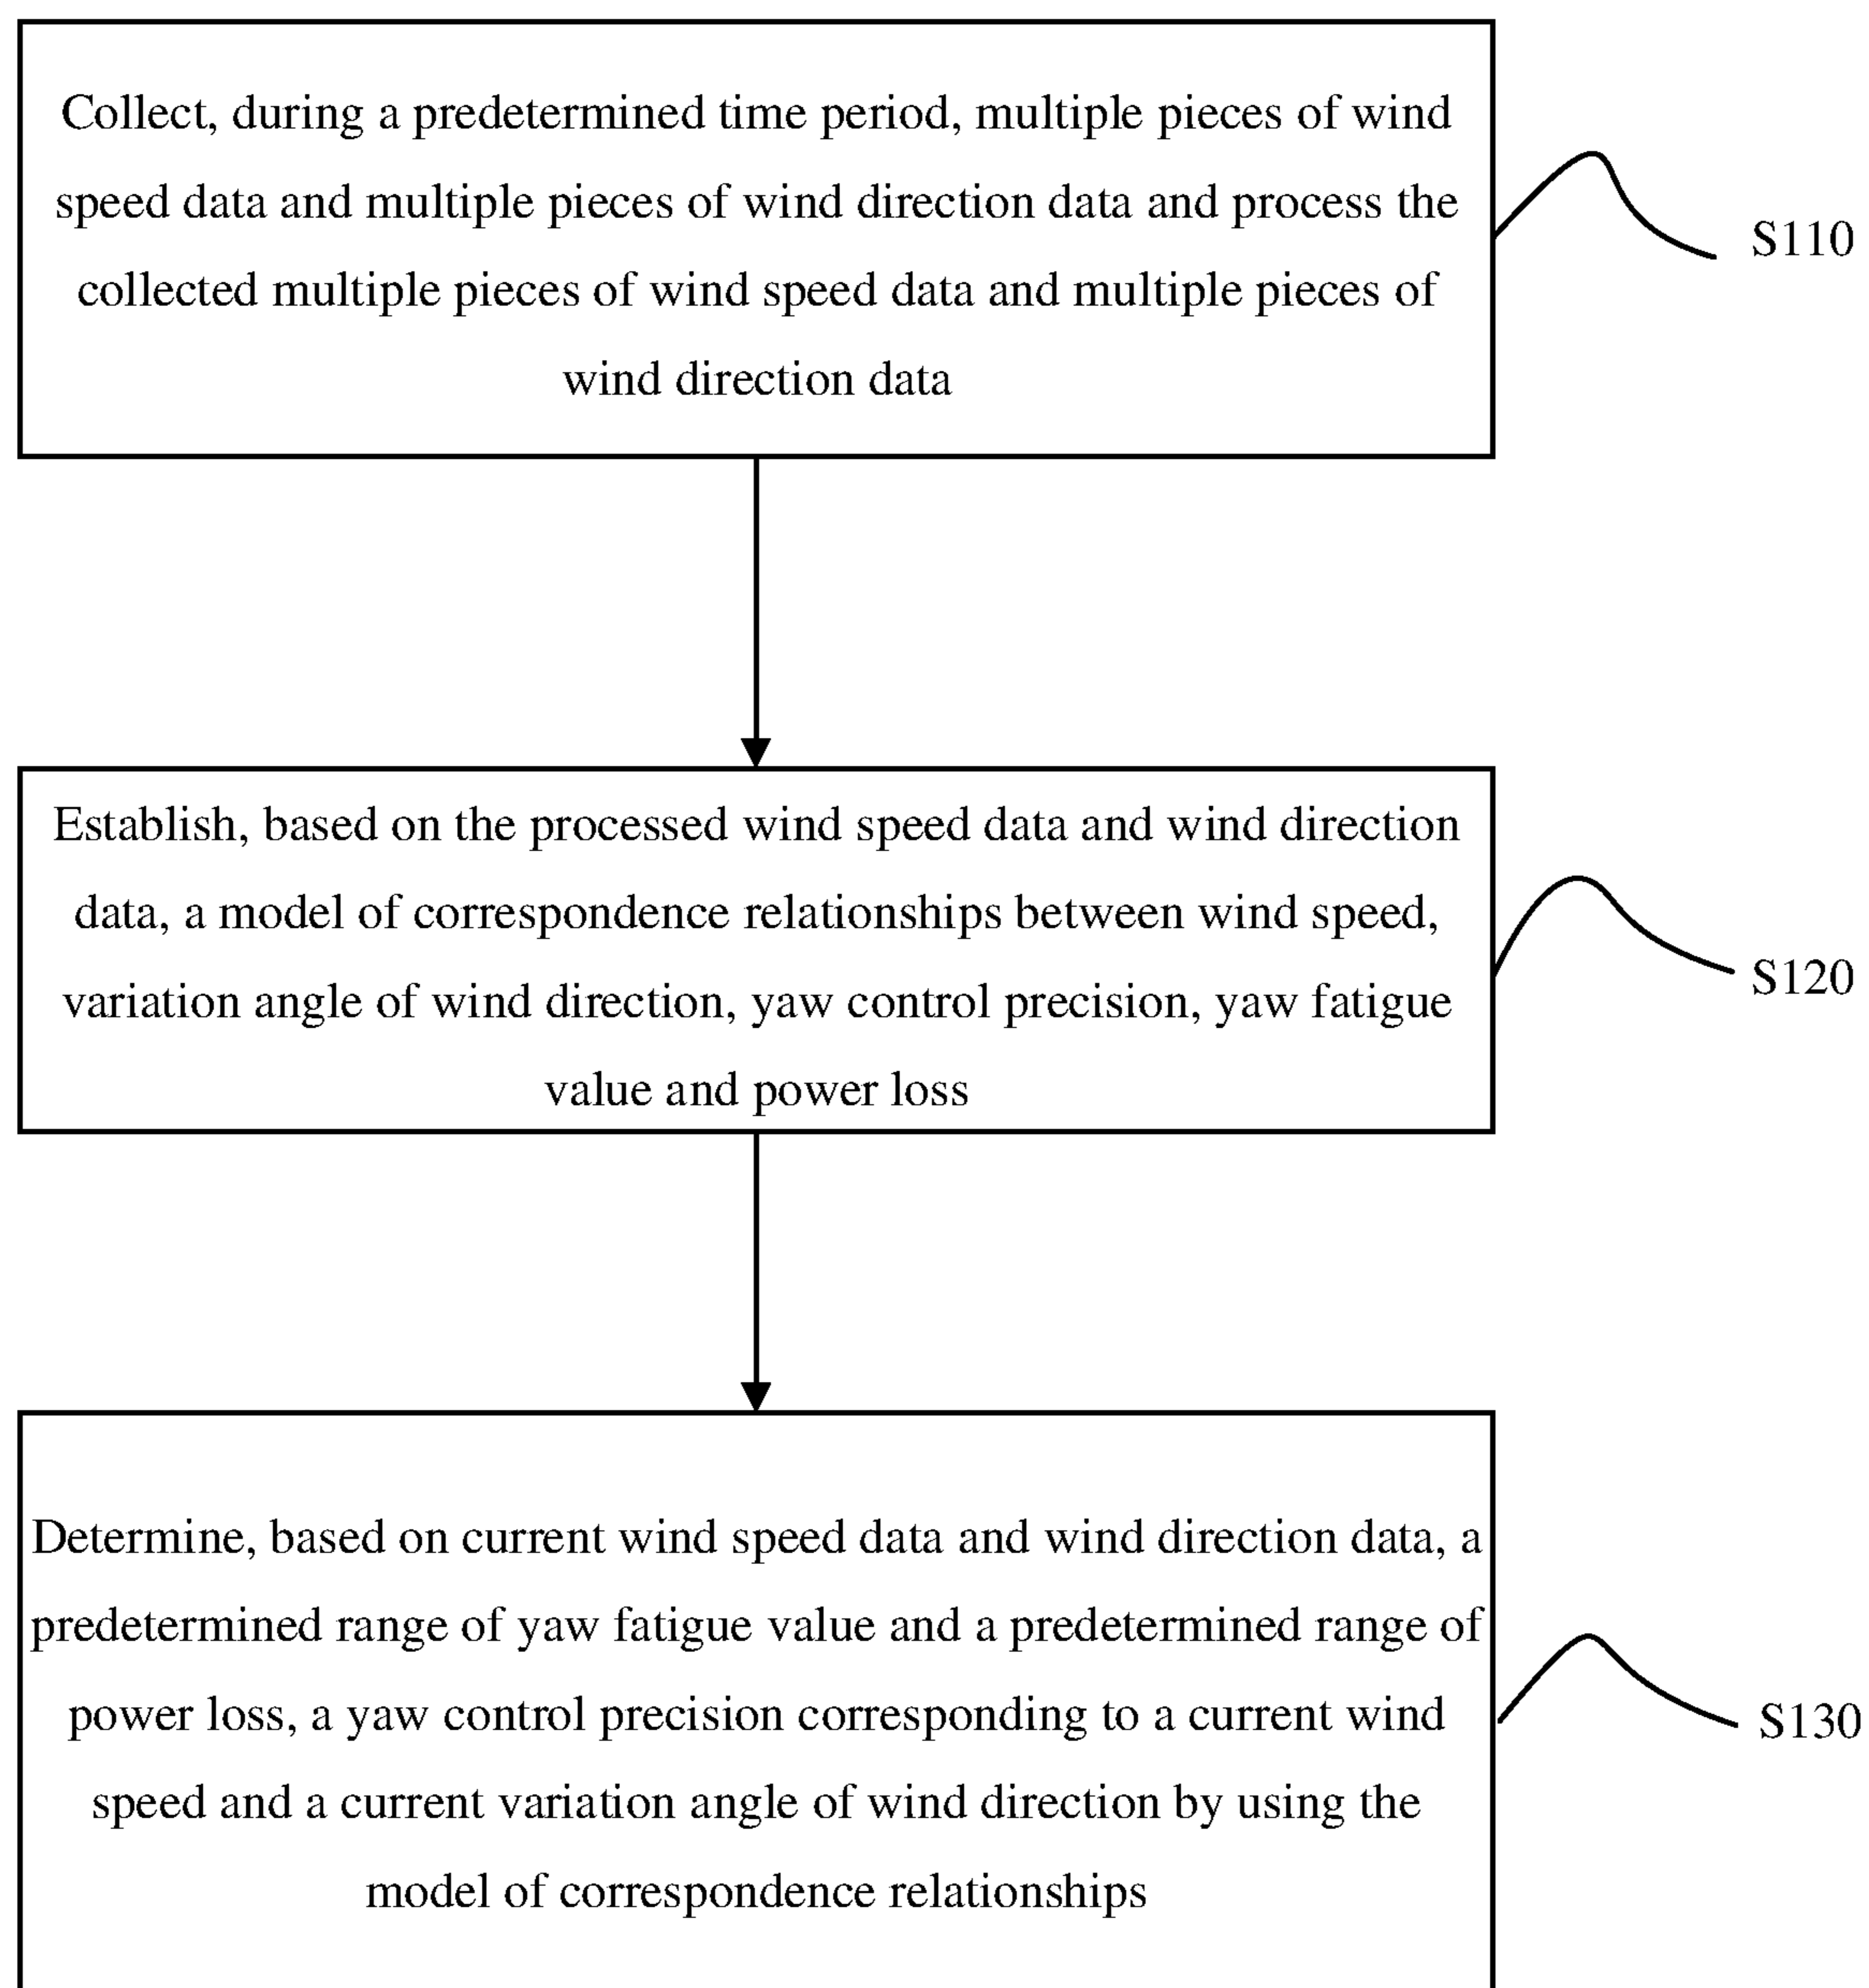 Collect, during a predetermined time period, multiple pieces of wind
speed data and multiple pieces of wind direction data and process the
collected multiple pieces of wind speed data and multiple pieces of
wind direction data
S110
Establish, based on the processed wind speed data and wind direction
data, a model of correspondence relationships between wind speed,
variation angle of wind direction, yaw control precision, yaw fatigue
value and power loss
S120
Determine, based on current wind speed data and wind direction data, a
predetermined range of yaw fatigue value and a predetermined range of
power loss, a yaw control precision corresponding to a current wind
speed and a current variation angle of wind direction by using the
model of correspondence relationships
S130